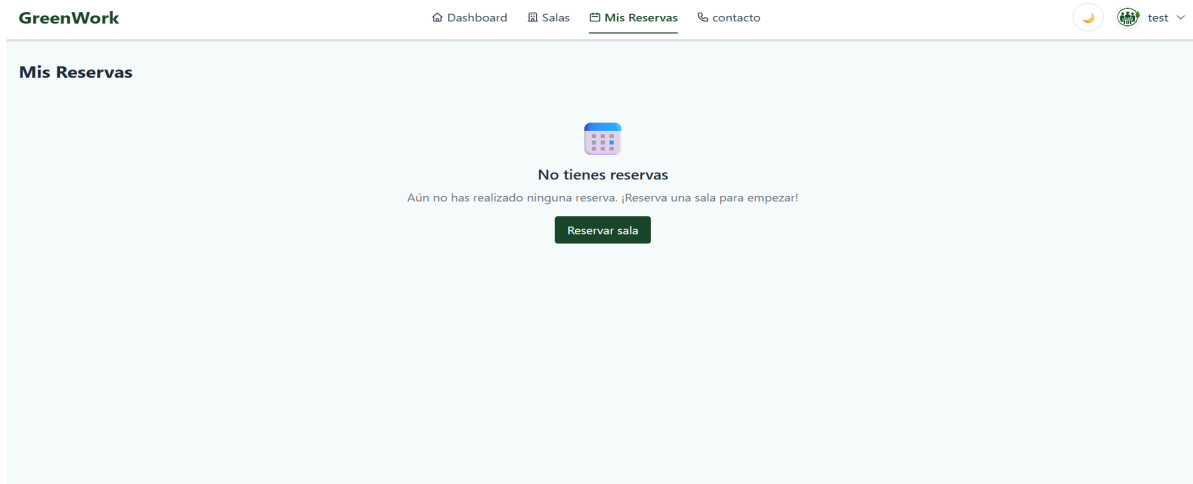 GreenWork
Dashboard
Salas
Mis Reservas
contacto
test
Mis Reservas
No tienes reservas
Aún no has realizado ninguna reserva. ¡Reserva una sala para empezar!
Reservar sala